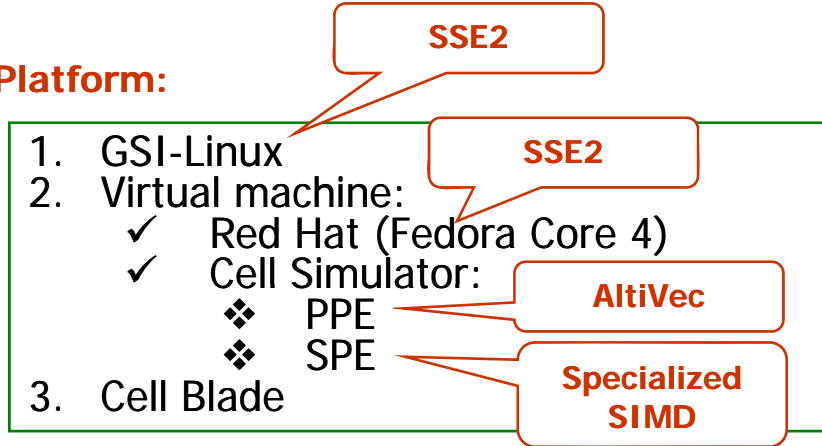 SSE2
Platform:
1. GSI-Linux
SSE2
2. Virtual machine:
✓ Red Hat (Fedora Core 4)
✓ Cell Simulator:
❖ PPE
AltiVec
❖ SPE
Specialized
SIMD
3. Cell Blade